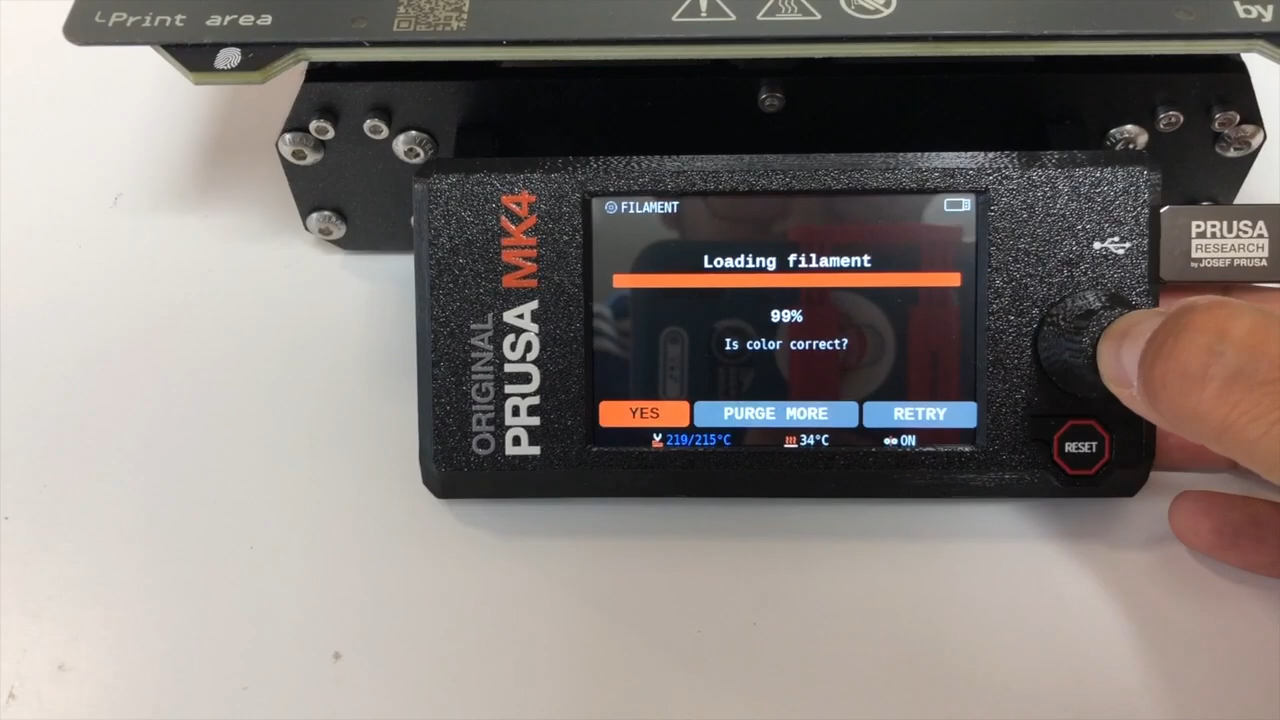 Print area
by
ORIGINAL
PRUSA MK4
FILAMENT
Loading filament
99%
Is color correct?
YES
PURGE MORE
RETRY
219/215°C
34°C
ON
PRUSA
RESEARCH
by JOSEF PRUSA
RESET